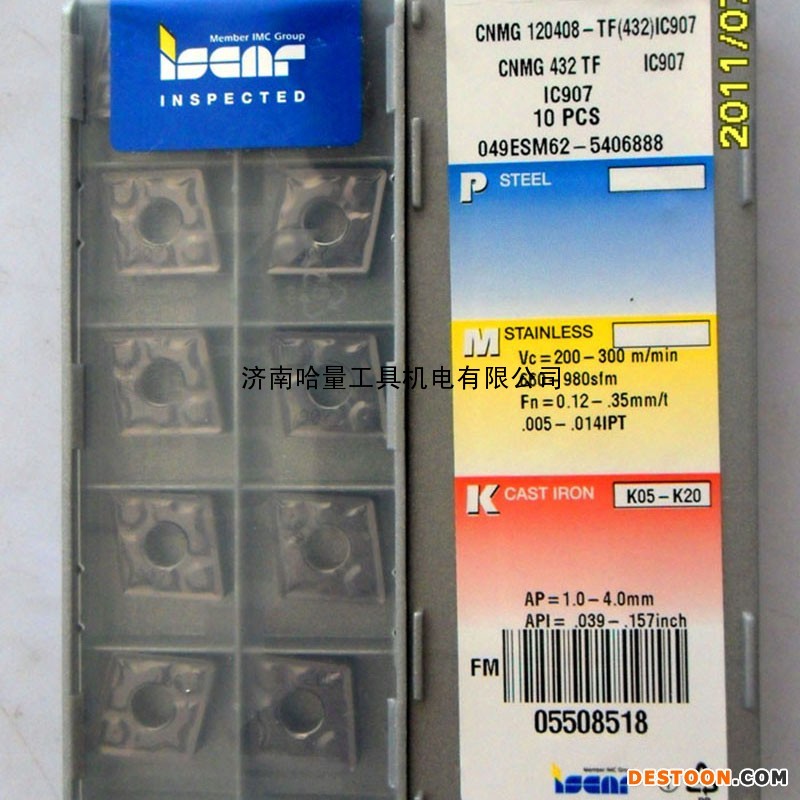 Member IMC Group
ISCAR
INSPECTED
CNMG 120408-TF(432)IC907
CNMG 432 TF IC907
IC907
10 PCS
049ESM62-5406888
2011/07
P STEEL
M STAINLESS
Vc=200-300 m/min
980sfm
Fn=0.12-.35mm/t
.005-.014IPT
济南哈量工具机电有限公司
K CAST IRON K05-K20
AP=1.0-4.0mm
API= .039-.157inch
FM
05508518
ISCAR
DESTOON.COM